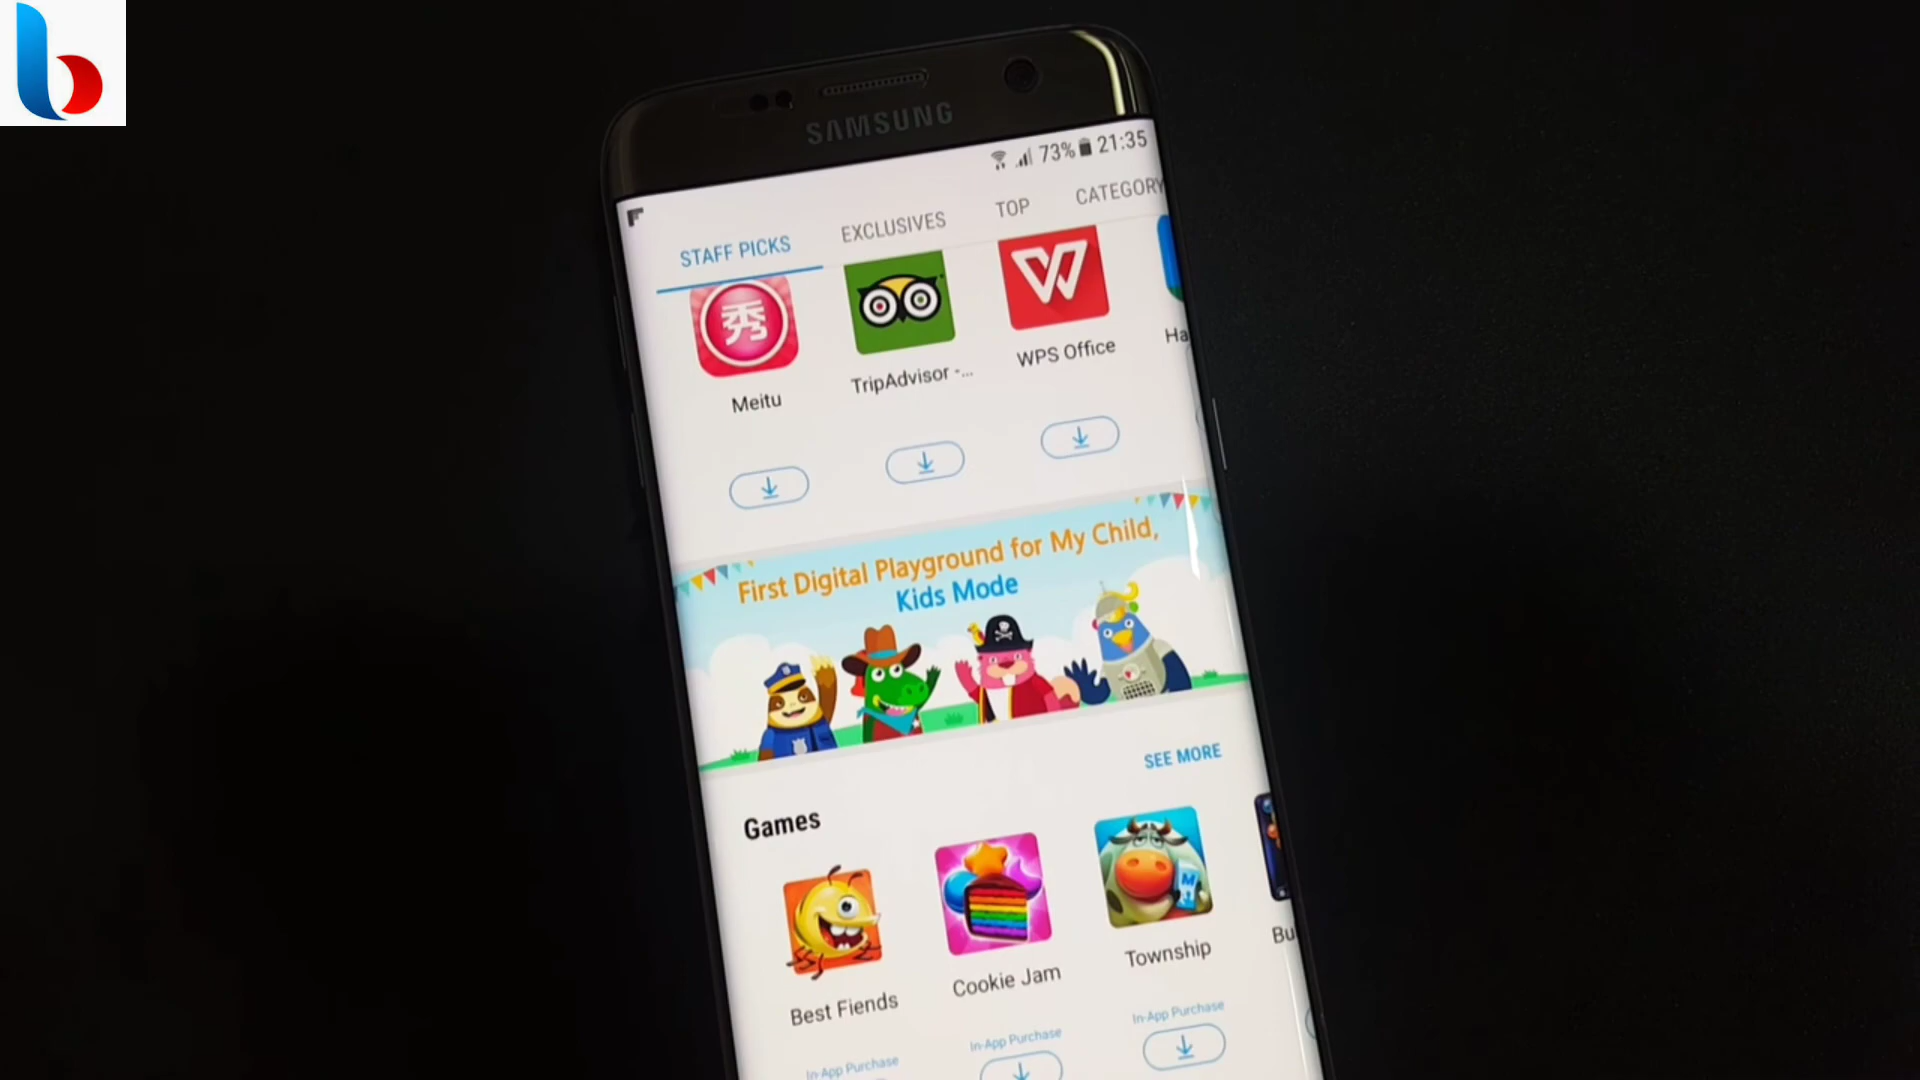 SAMSUNG
73% 21:35
STAFF PICKS EXCLUSIVES TOP CATEGORY
秀
Meitu TripAdvisor -... WPS Office Ha
First Digital Playground for My Child,
Kids Mode
SEE MORE
Games
M
Best Fiends Cookie Jam Township Bu
In-App Purchase In-App Purchase In-App Purchase